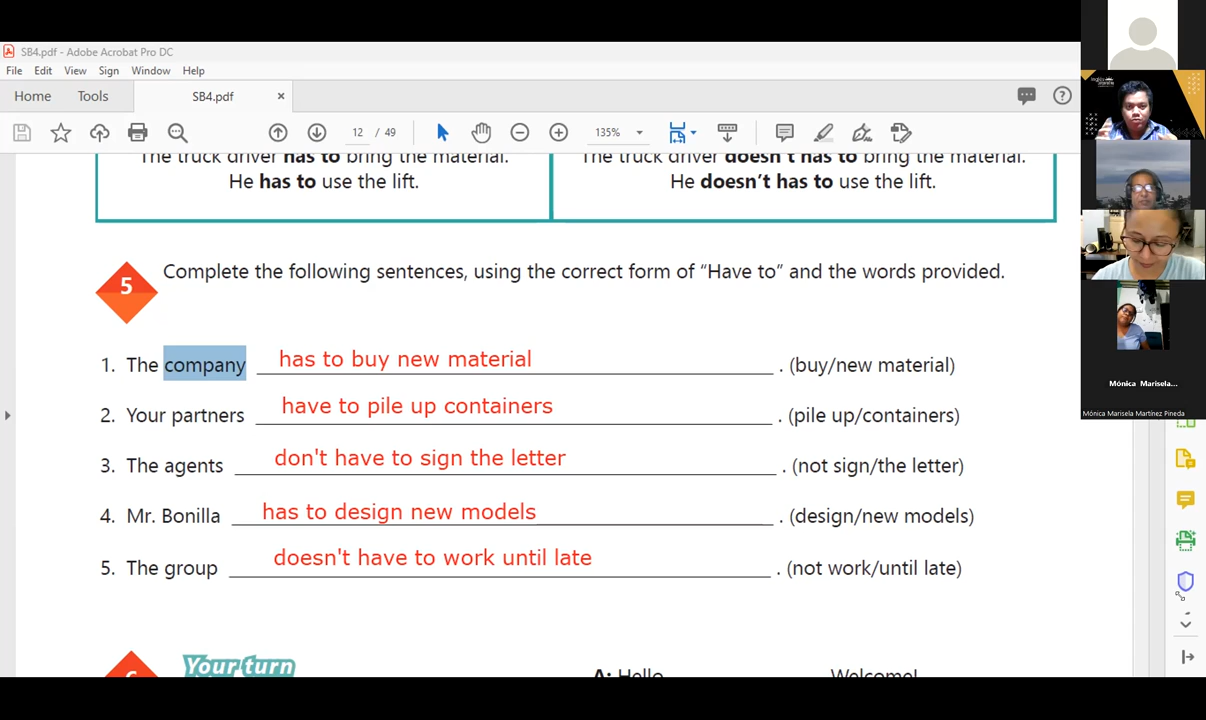 SB4.pdf - Adobe Acrobat Pro DC
File Edit View Sign Window Help
Home Tools SB4.pdf ×
12 / 49 135%
The truck driver has to bring the material. The truck driver doesn't has to bring the material.
He has to use the lift. He doesn't has to use the lift.
5 Complete the following sentences, using the correct form of "Have to" and the words provided.
1. The company has to buy new material . (buy/new material)
2. Your partners have to pile up containers . (pile up/containers)
3. The agents don't have to sign the letter . (not sign/the letter)
4. Mr. Bonilla has to design new models . (design/new models)
5. The group doesn't have to work until late . (not work/until late)
6 Your turn A: Hello Welcome!
Mónica Marisela...
Mónica Marisela Martínez Pineda